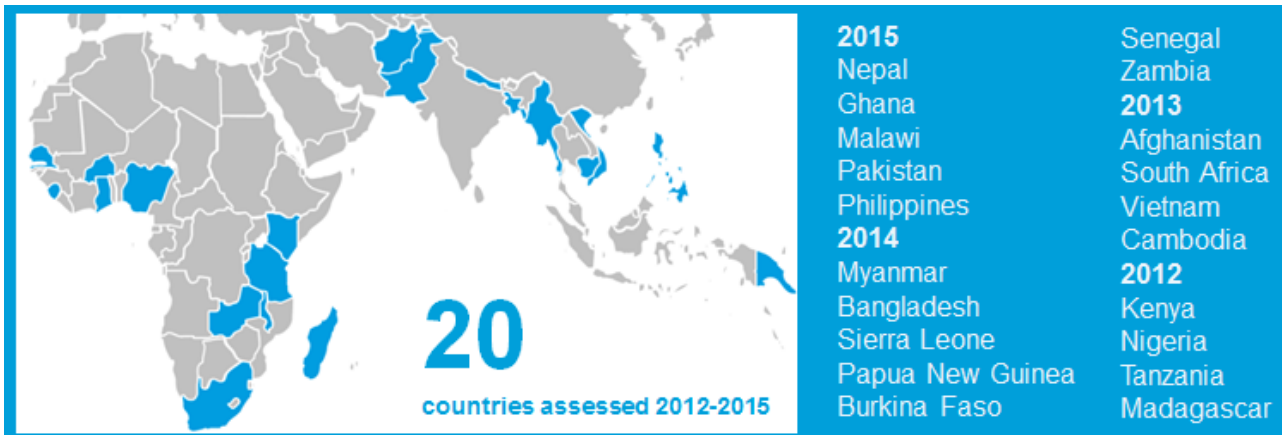 20
countries assessed 2012-2015
2015
Nepal
Ghana
Malawi
Pakistan
Philippines
2014
Myanmar
Bangladesh
Sierra Leone
Papua New Guinea
Burkina Faso
Senegal
Zambia
2013
Afghanistan
South Africa
Vietnam
Cambodia
2012
Kenya
Nigeria
Tanzania
Madagascar